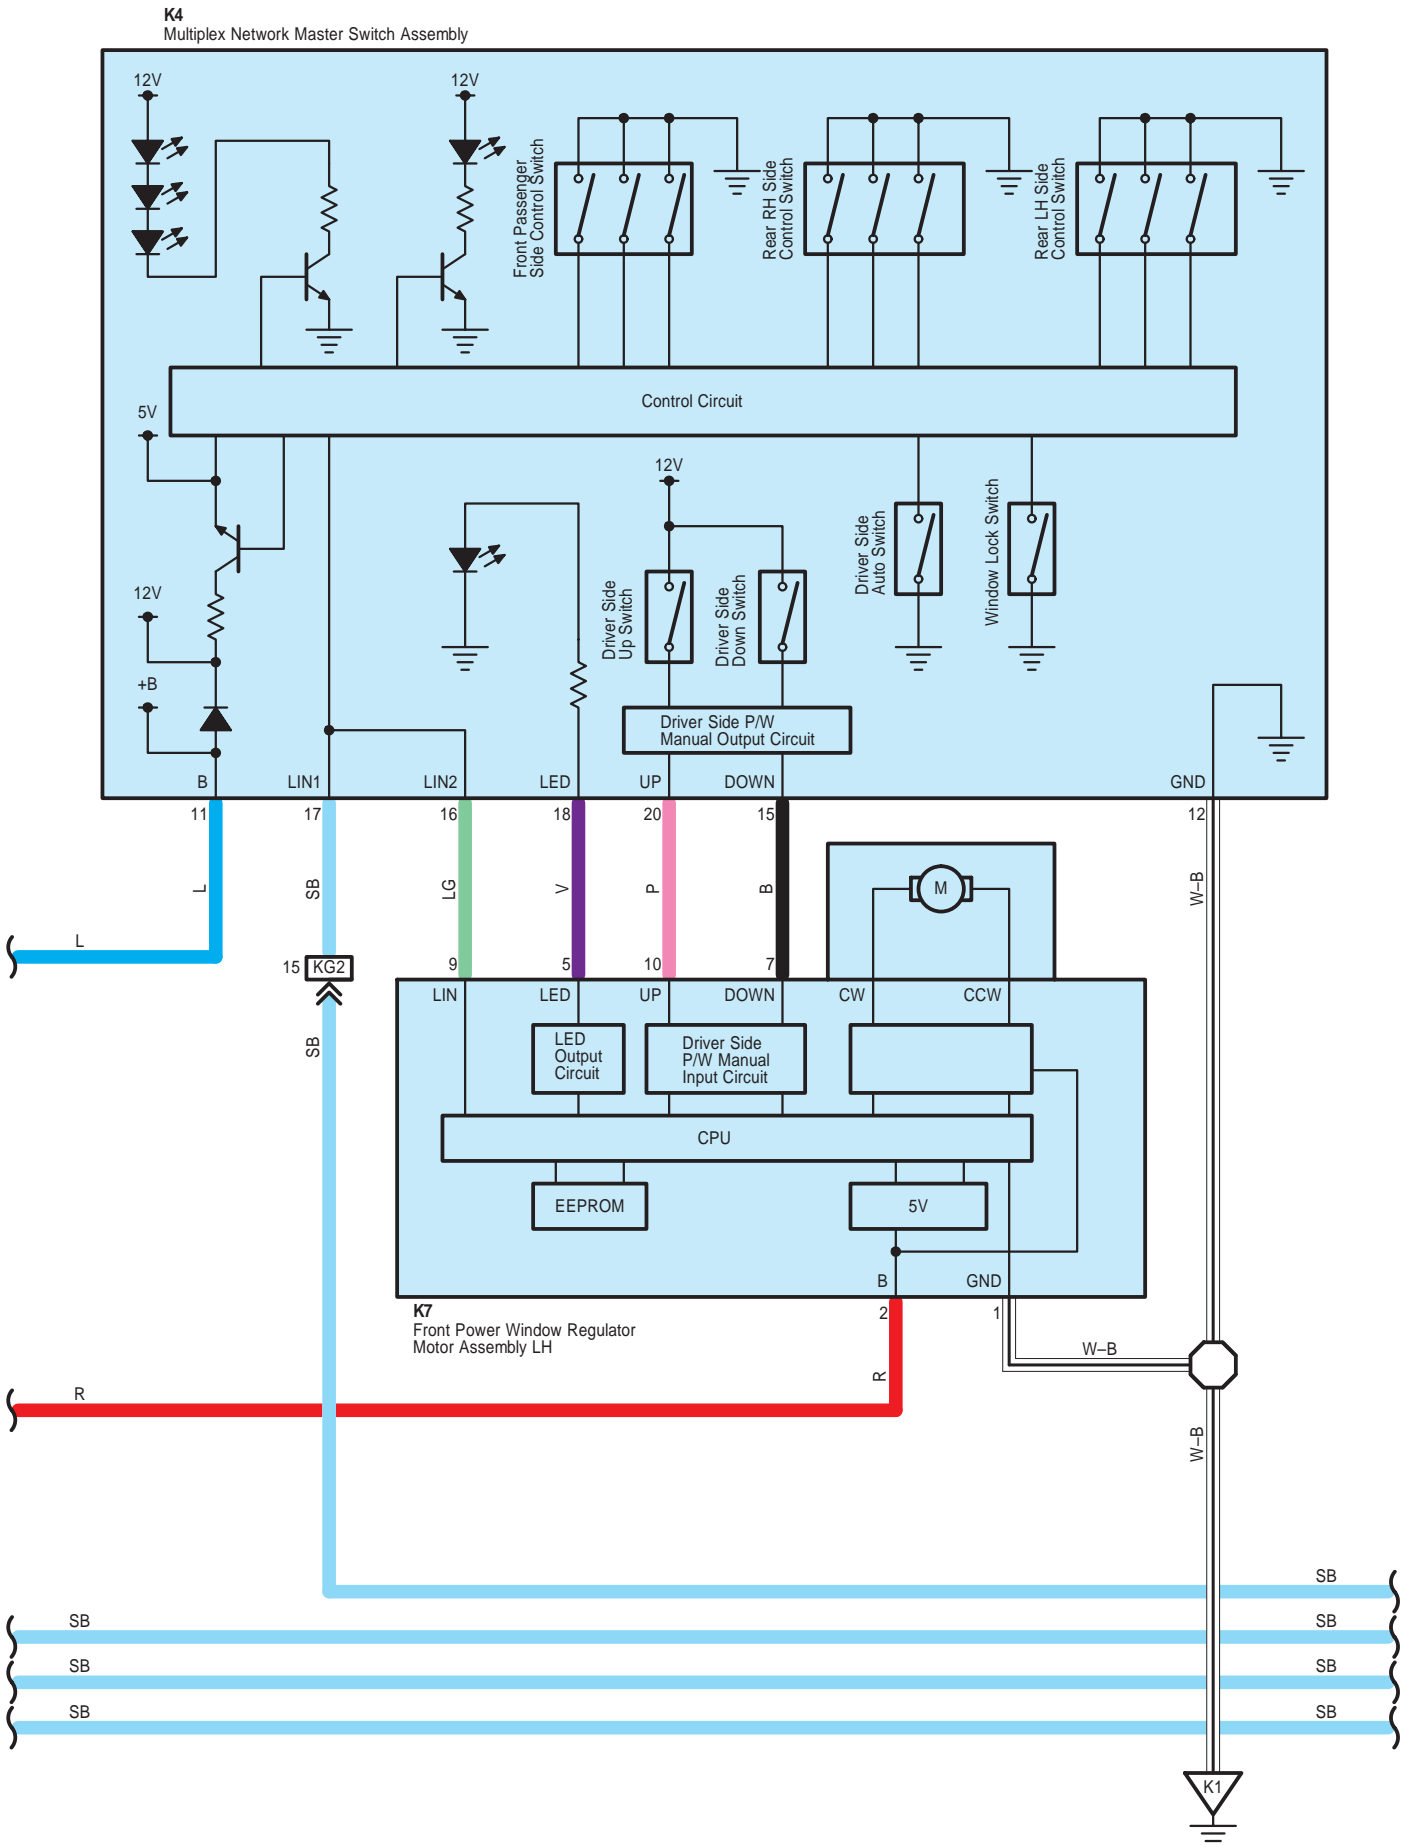 K4
Multiplex Network Master Switch Assembly
12V
12V
Front Passenger
Side Control Switch
Rear RH Side
Control Switch
Rear LH Side
Control Switch
Control Circuit
5V
12V
+B
12V
Driver Side
Up Switch
Driver Side
Down Switch
Driver Side
Auto Switch
Window Lock Switch
Driver Side P/W
Manual Output Circuit
B
LIN1
LIN2
LED
UP
DOWN
GND
11
17
16
18
20
15
12
L
SB
LG
V
P
B
W–B
M
L
15
KG2
9
5
10
7
LIN
LED
UP
DOWN
CW
CCW
SB
LED
Output
Circuit
Driver Side
P/W Manual
Input Circuit
CPU
EEPROM
5V
B
GND
K7
Front Power Window Regulator
Motor Assembly LH
2
1
W–B
R
R
W–B
SB
SB
SB
SB
SB
SB
SB
K1